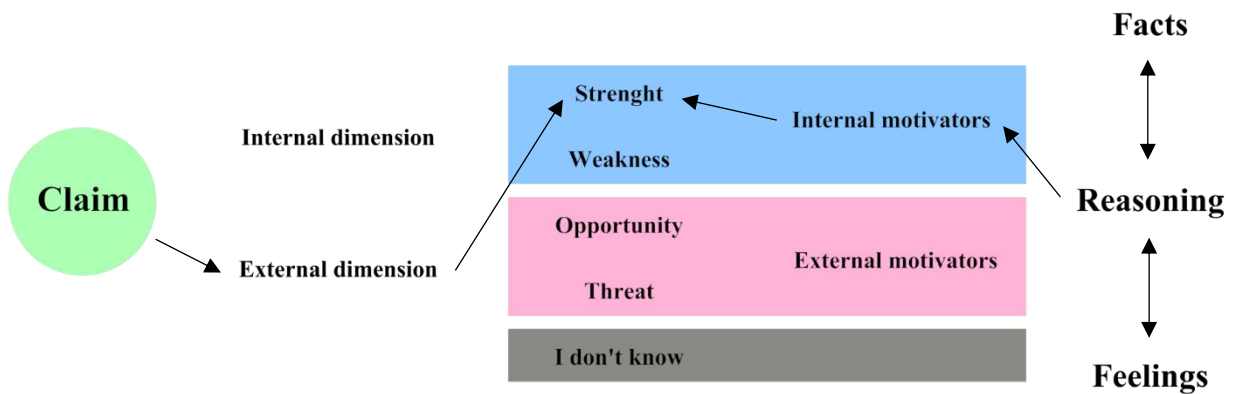 Facts
Strenght
Internal motivators
Internal dimension
Weakness
Claim
Reasoning
Opportunity
External dimension
External motivators
Threat
I don't know
Feelings